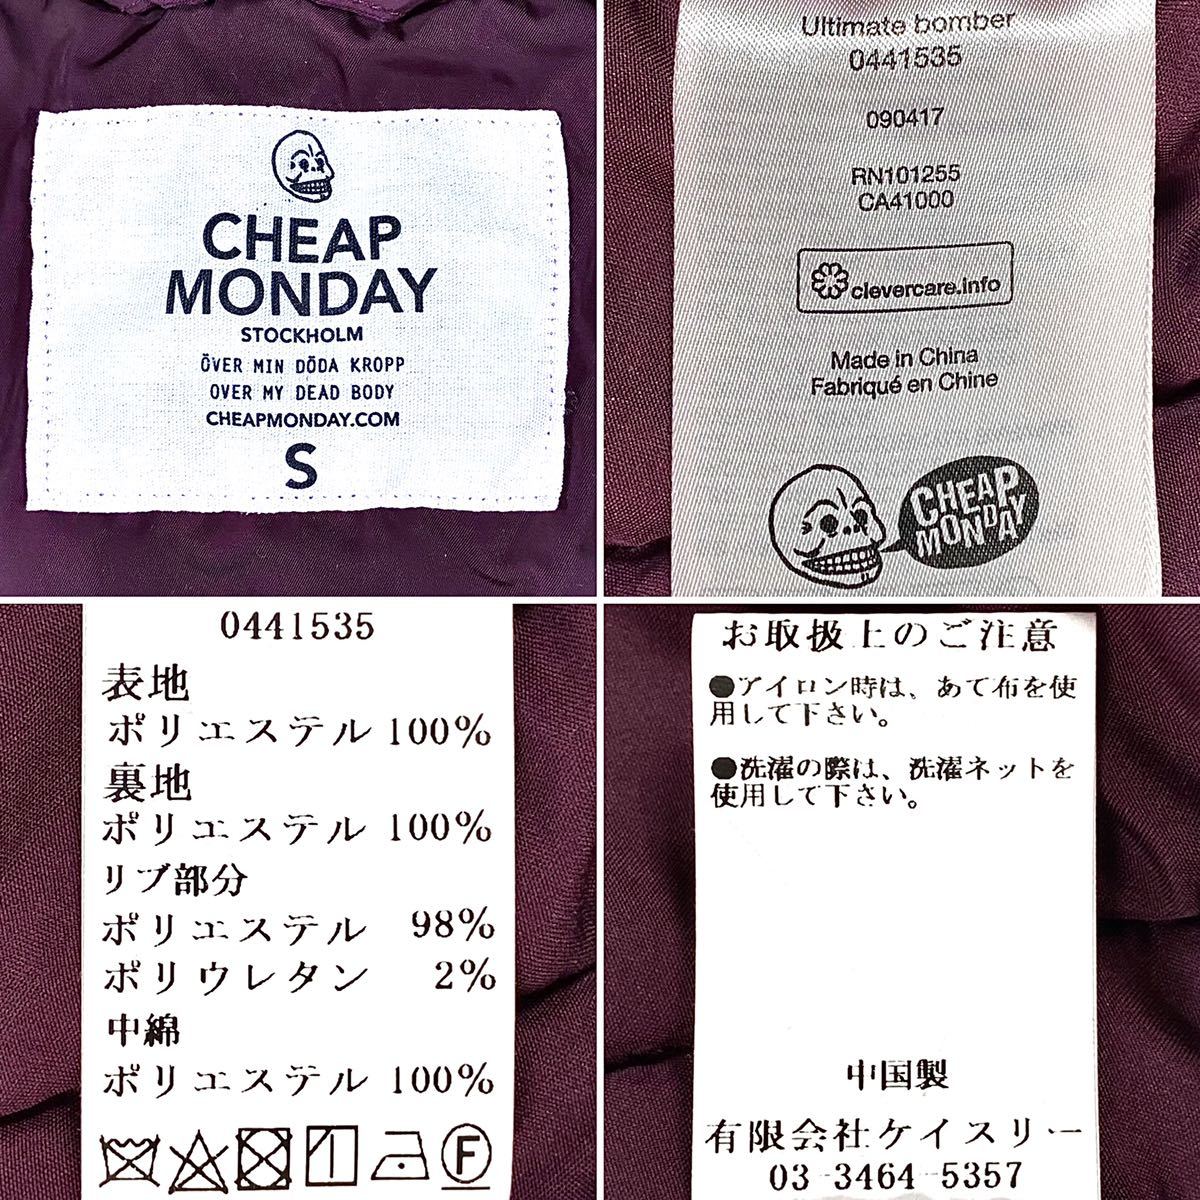 CHEAP
MONDAY
STOCKHOLM
ÖVER MIN DÖDA KROPP
OVER MY DEAD BODY
CHEAPMONDAY.COM
S
Ultimate bomber
0441535
090417
RN101255
CA41000
clevercare.info
Made in China
Fabriqué en Chine
CHEAP
MONDAY
0441535
表地
ポリエステル 100%
裏地
ポリエステル 100%
リブ部分
ポリエステル 98%
ポリウレタン 2%
中綿
ポリエステル 100%
F
お取扱上のご注意
●アイロン時は、あて布を使
用して下さい。
●洗濯の際は、洗濯ネットを
使用して下さい。
中国製
有限会社ケイスリー
03-3464-5357